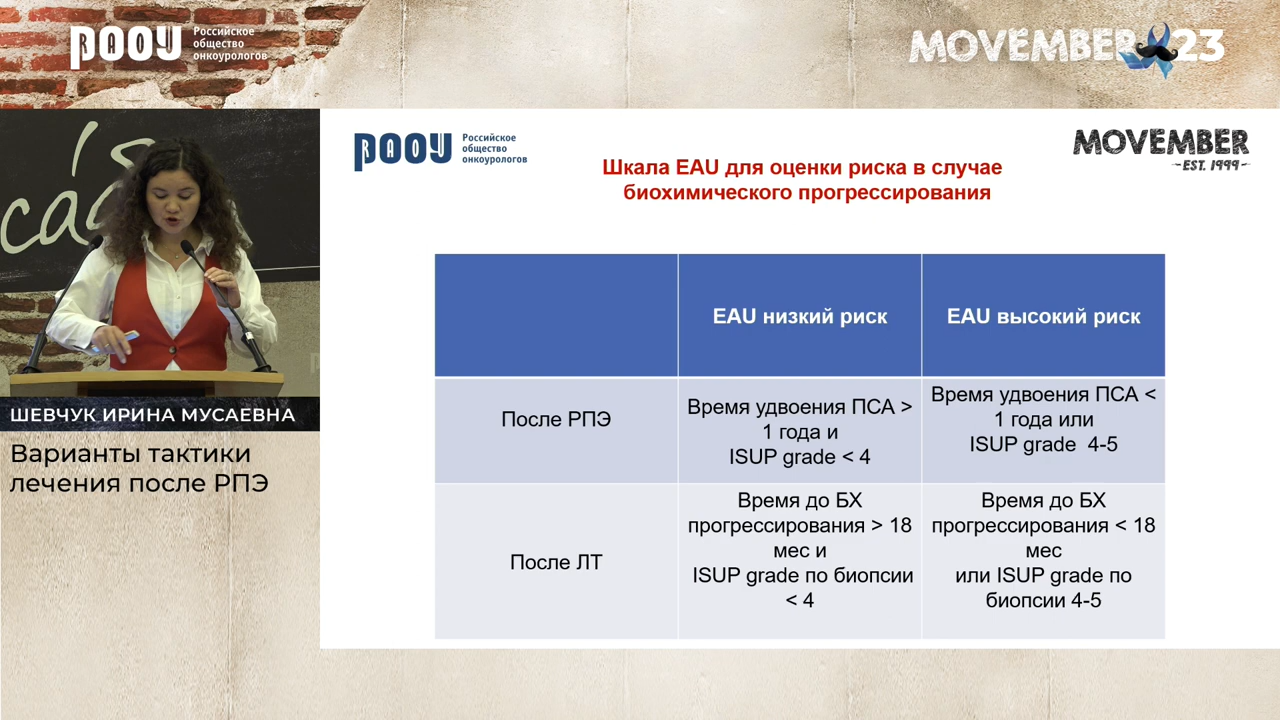 РООУ
RAOU
Российское
общество
онкоурологов
MOVEMBER 23
РООУ
RAOU
Российское
общество
онкоурологов
MOVEMBER
EST. 1999
Шкала EAU для оценки риска в случае
биохимического прогрессирования
EAU низкий риск
EAU высокий риск
После РПЭ
Время удвоения ПСА >
1 года и
ISUP grade < 4
Время удвоения ПСА <
1 года или
ISUP grade 4-5
После ЛТ
Время до БХ
прогрессирования > 18
мес и
ISUP grade по биопсии
< 4
Время до БХ
прогрессирования < 18
мес
или ISUP grade по
биопсии 4-5
ШЕВЧУК ИРИНА МУСАЕВНА
Варианты тактики
лечения после РПЭ